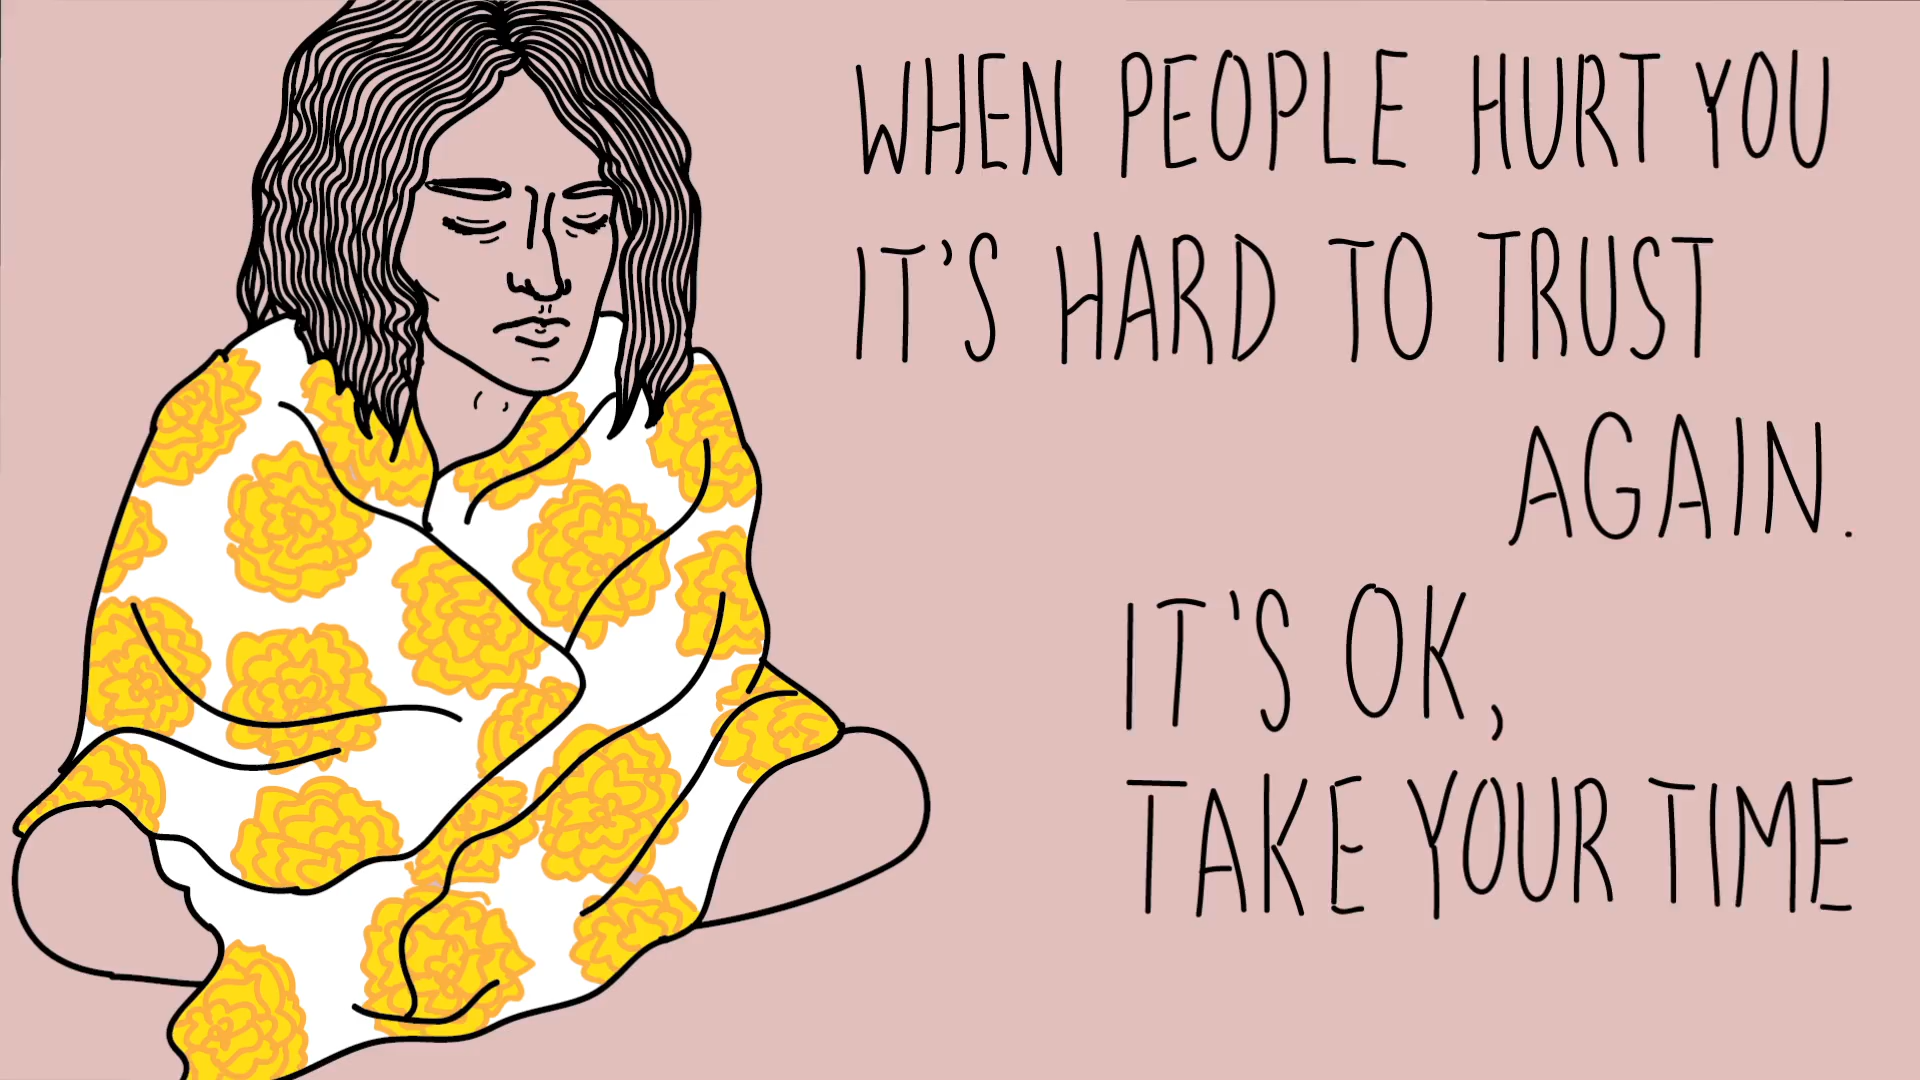 WHEN PEOPLE HURT YOU
IT'S HARD TO TRUST
AGAIN.
IT'S OK,
TAKE YOUR TIME